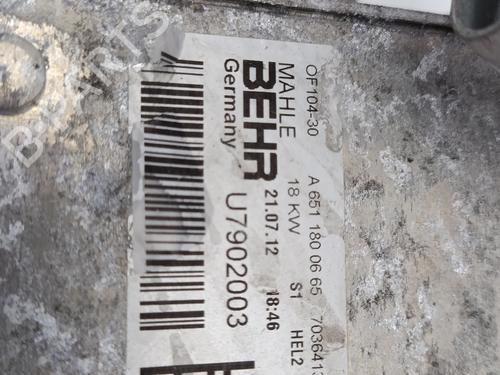 OF104-30 A 651 180 06 65
MAHLE 18 KW S1 HEL2
BEHR 21.07.12 18:46
Germany U7902003